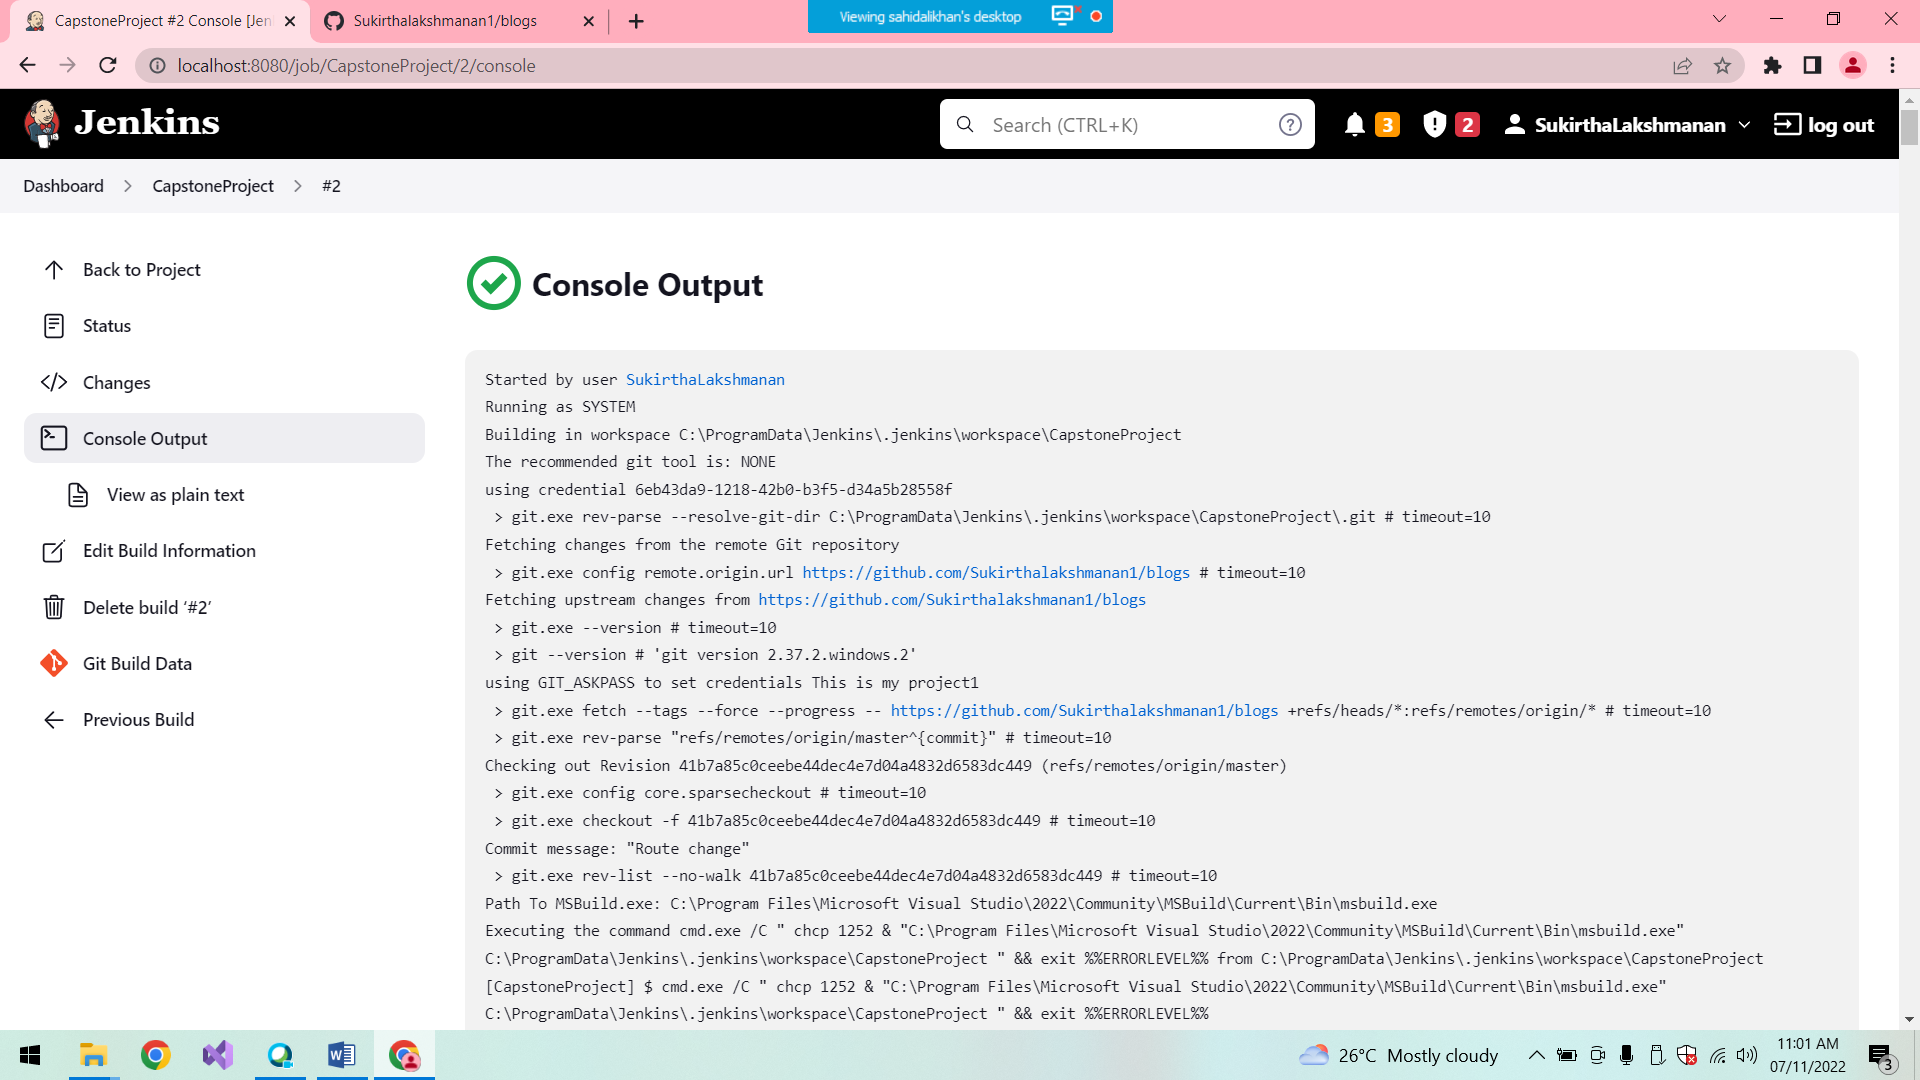 CapstoneProject #2 Console [Jen
Sukirthalakshmanan1/blogs
Viewing sahidalikhan's desktop
localhost:8080/job/CapstoneProject/2/console
Jenkins
Search (CTRL+K)
3
2
SukirthaLakshmanan
log out
Dashboard
CapstoneProject
#2
Back to Project
Status
Changes
Console Output
View as plain text
Edit Build Information
Delete build ‘#2’
Git Build Data
Previous Build
Console Output
Started by user SukirthaLakshmanan
Running as SYSTEM
Building in workspace C:\ProgramData\Jenkins\.jenkins\workspace\CapstoneProject
The recommended git tool is: NONE
using credential 6eb43da9-1218-42b0-b3f5-d34a5b28558f
> git.exe rev-parse --resolve-git-dir C:\ProgramData\Jenkins\.jenkins\workspace\CapstoneProject\.git # timeout=10
Fetching changes from the remote Git repository
> git.exe config remote.origin.url https://github.com/Sukirthalakshmanan1/blogs # timeout=10
Fetching upstream changes from https://github.com/Sukirthalakshmanan1/blogs
> git.exe --version # timeout=10
> git --version # 'git version 2.37.2.windows.2'
using GIT_ASKPASS to set credentials This is my project1
> git.exe fetch --tags --force --progress -- https://github.com/Sukirthalakshmanan1/blogs +refs/heads/*:refs/remotes/origin/* # timeout=10
> git.exe rev-parse "refs/remotes/origin/master^{commit}" # timeout=10
Checking out Revision 41b7a85c0ceebe44dec4e7d04a4832d6583dc449 (refs/remotes/origin/master)
> git.exe config core.sparsecheckout # timeout=10
> git.exe checkout -f 41b7a85c0ceebe44dec4e7d04a4832d6583dc449 # timeout=10
Commit message: "Route change"
> git.exe rev-list --no-walk 41b7a85c0ceebe44dec4e7d04a4832d6583dc449 # timeout=10
Path To MSBuild.exe: C:\Program Files\Microsoft Visual Studio\2022\Community\MSBuild\Current\Bin\msbuild.exe
Executing the command cmd.exe /C " chcp 1252 & "C:\Program Files\Microsoft Visual Studio\2022\Community\MSBuild\Current\Bin\msbuild.exe"
C:\ProgramData\Jenkins\.jenkins\workspace\CapstoneProject " && exit %%ERRORLEVEL%% from C:\ProgramData\Jenkins\.jenkins\workspace\CapstoneProject
[CapstoneProject] $ cmd.exe /C " chcp 1252 & "C:\Program Files\Microsoft Visual Studio\2022\Community\MSBuild\Current\Bin\msbuild.exe"
C:\ProgramData\Jenkins\.jenkins\workspace\CapstoneProject " && exit %%ERRORLEVEL%%
26°C Mostly cloudy
11:01 AM
07/11/2022
3